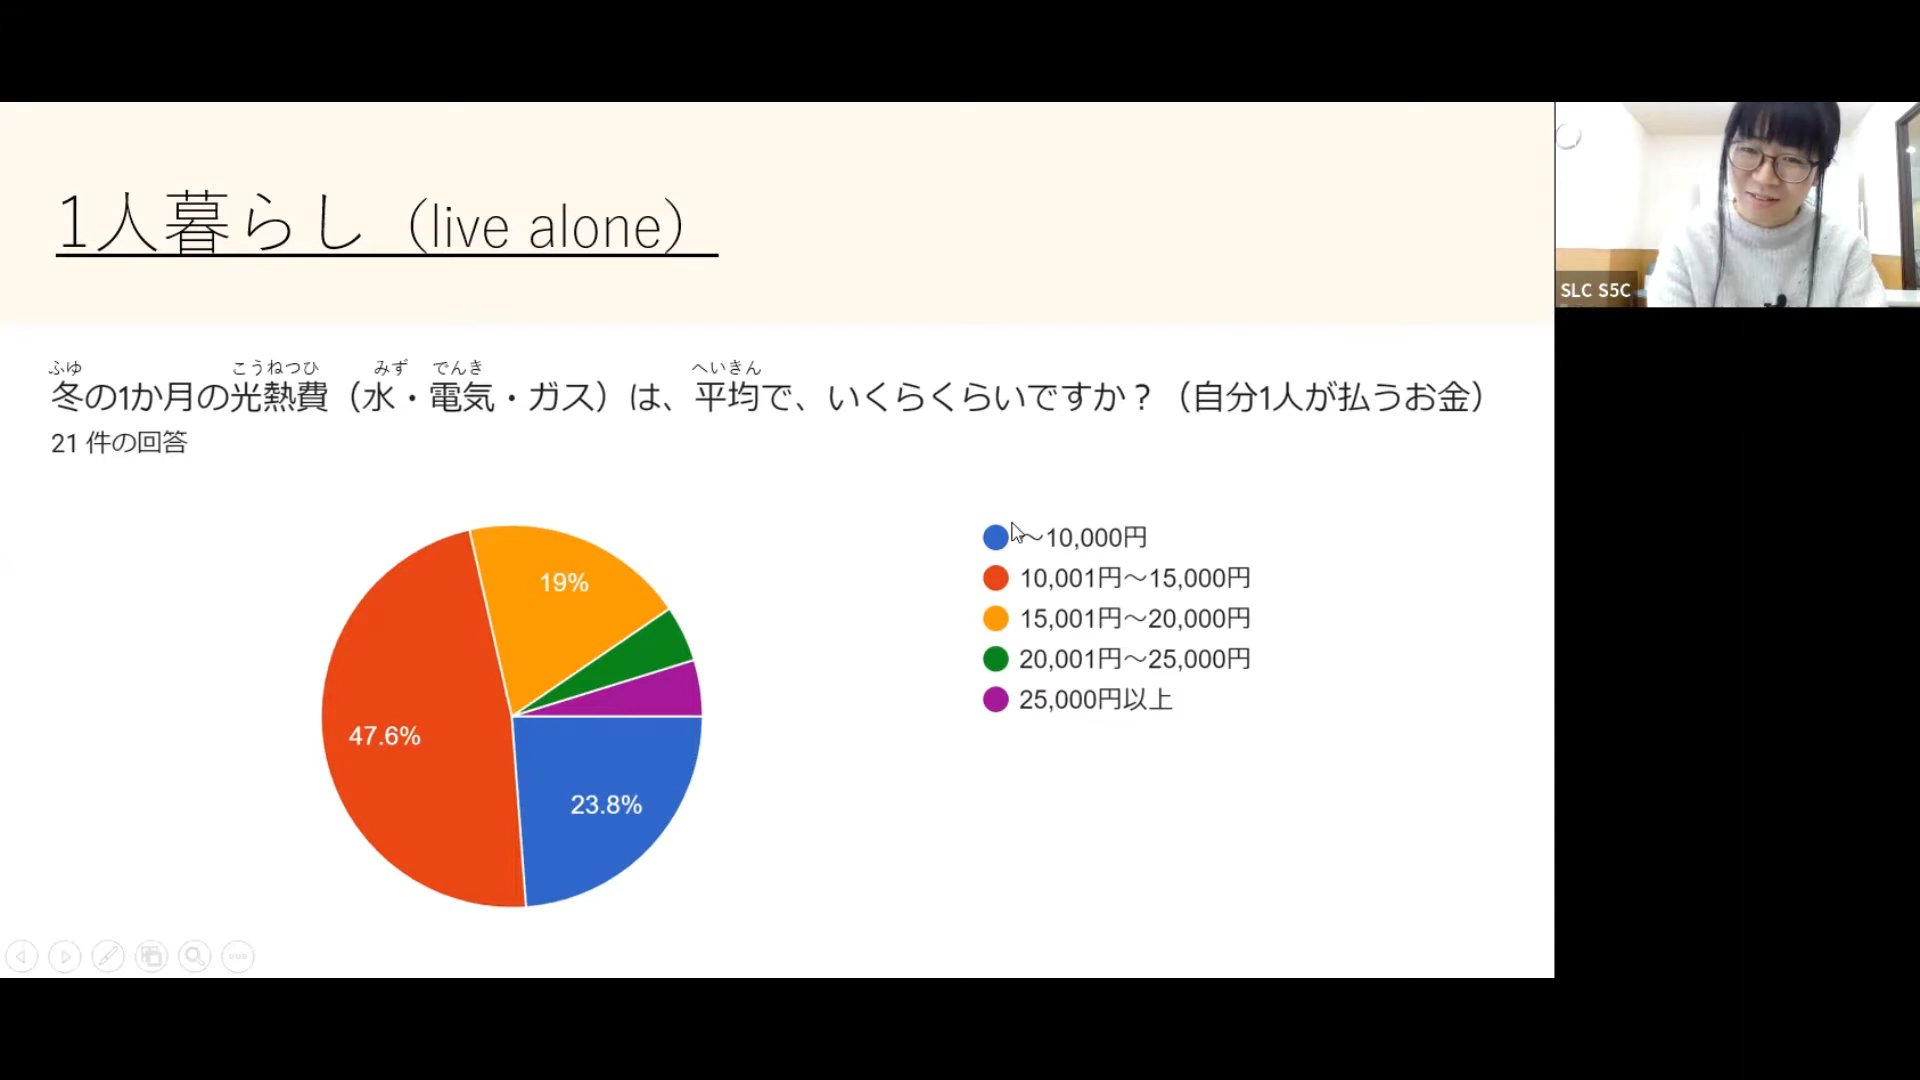 1人暮らし（live alone）
ふゆ こうねつひ みず でんき へいきん
冬の1か月の光熱費（水・電気・ガス）は、平均で、いくらくらいですか？（自分1人が払うお金）
21 件の回答
19%
47.6%
23.8%
～10,000円
10,001円～15,000円
15,001円～20,000円
20,001円～25,000円
25,000円以上
SLC S5C